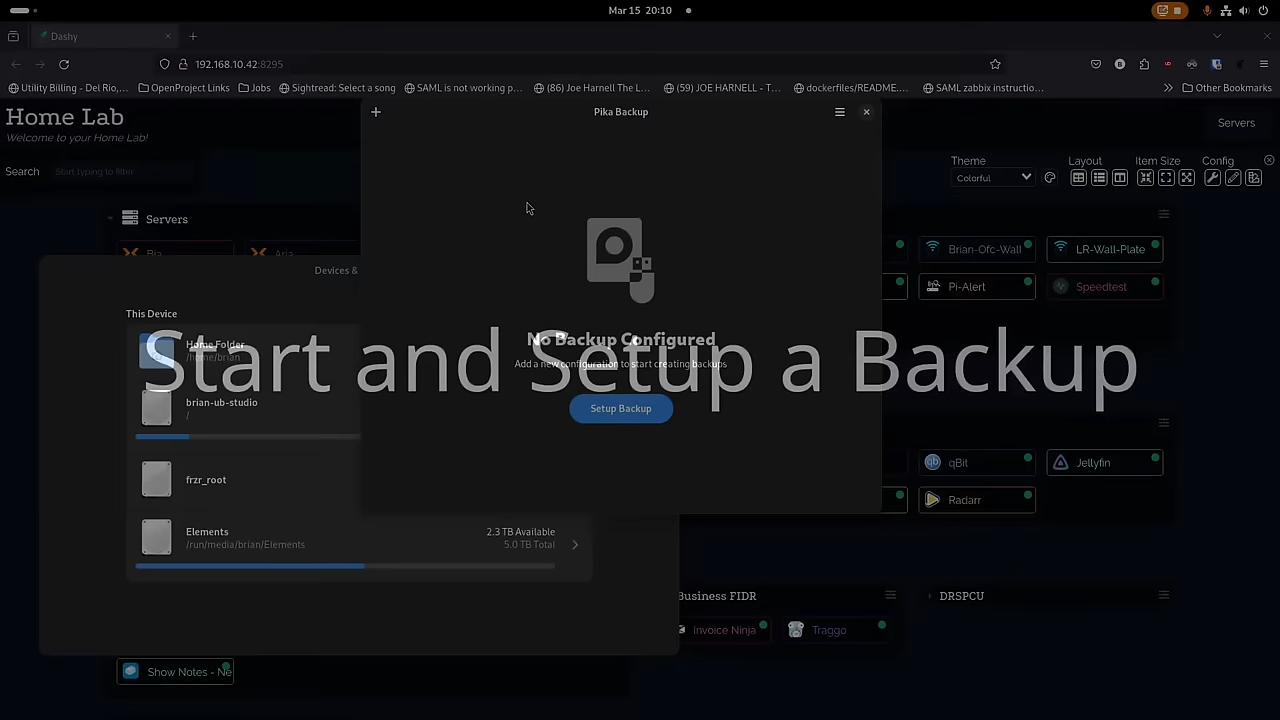 Mar 15 20:10
Dashy
192.168.10.42:8295
Utility Billing - Del Rio,...
OpenProject Links
Jobs
Sightread: Select a song
SAML is not working p...
(86) Joe Harnell The L...
(59) JOE HARNELL - T...
dockerfiles/README....
SAML zabbix instructio...
Other Bookmarks
Home Lab
Welcome to your Home Lab!
Servers
Search
Start typing to filter
Theme
Colorful
Layout
Item Size
Config
Servers
Bia
Aria
Pika Backup
No Backup Configured
Add a new configuration to start creating backups
Setup Backup
Start and Setup a Backup
Devices &
This Device
Home Folder
/home/brian
brian-ub-studio
/
frzr_root
Elements
/run/media/brian/Elements
2.3 TB Available
5.0 TB Total
Brian-Ofc-Wall
LR-Wall-Plate
Pi-Alert
Speedtest
qBit
Jellyfin
Radarr
Business FIDR
Invoice Ninja
Traggo
DRSPCU
Show Notes - Ne